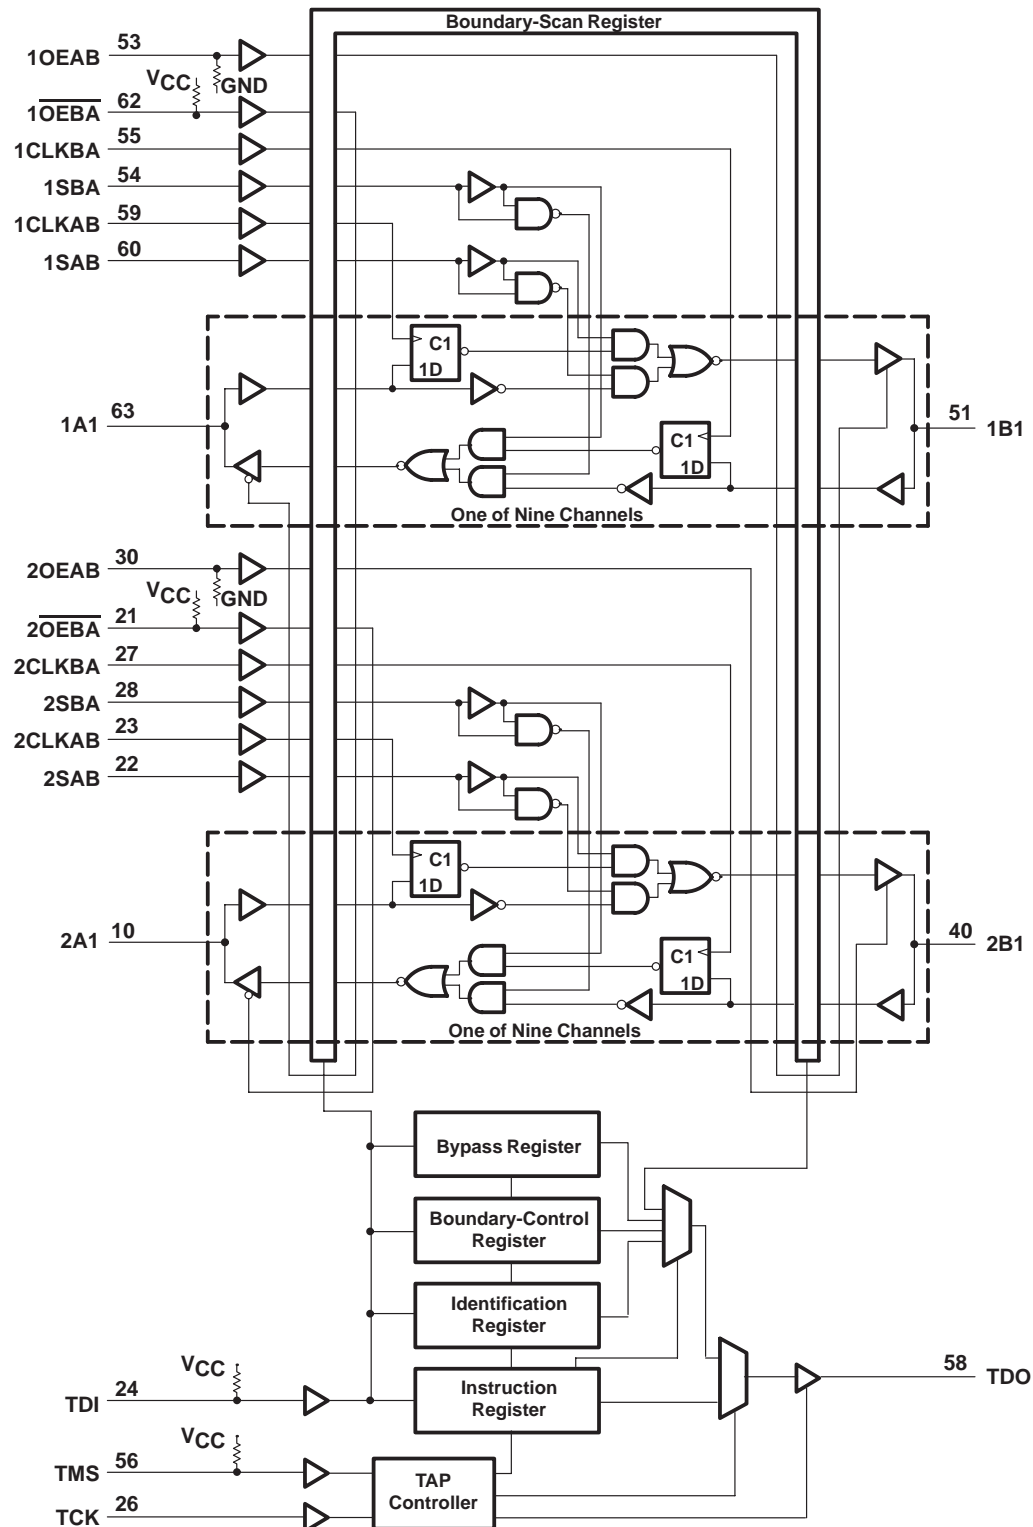 Boundary-Scan Register
1OEAB 53
VCC GND
1OEBA 62
1CLKBA 55
1SBA 54
1CLKAB 59
1SAB 60
C1
1D
1A1 63
51 1B1
C1
1D
One of Nine Channels
2OEAB 30
VCC GND
2OEBA 21
2CLKBA 27
2SBA 28
2CLKAB 23
2SAB 22
C1
1D
2A1 10
40 2B1
C1
1D
One of Nine Channels
Bypass Register
Boundary-Control
Register
Identification
Register
VCC
TDI 24
Instruction
Register
58 TDO
VCC
TMS 56
TAP
Controller
TCK 26